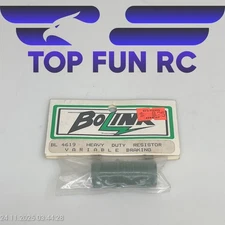 TOP FUN RC
BOLINK
BL 4619 HEAVY DUTY RESISTOR
VARIABLE BRAKING